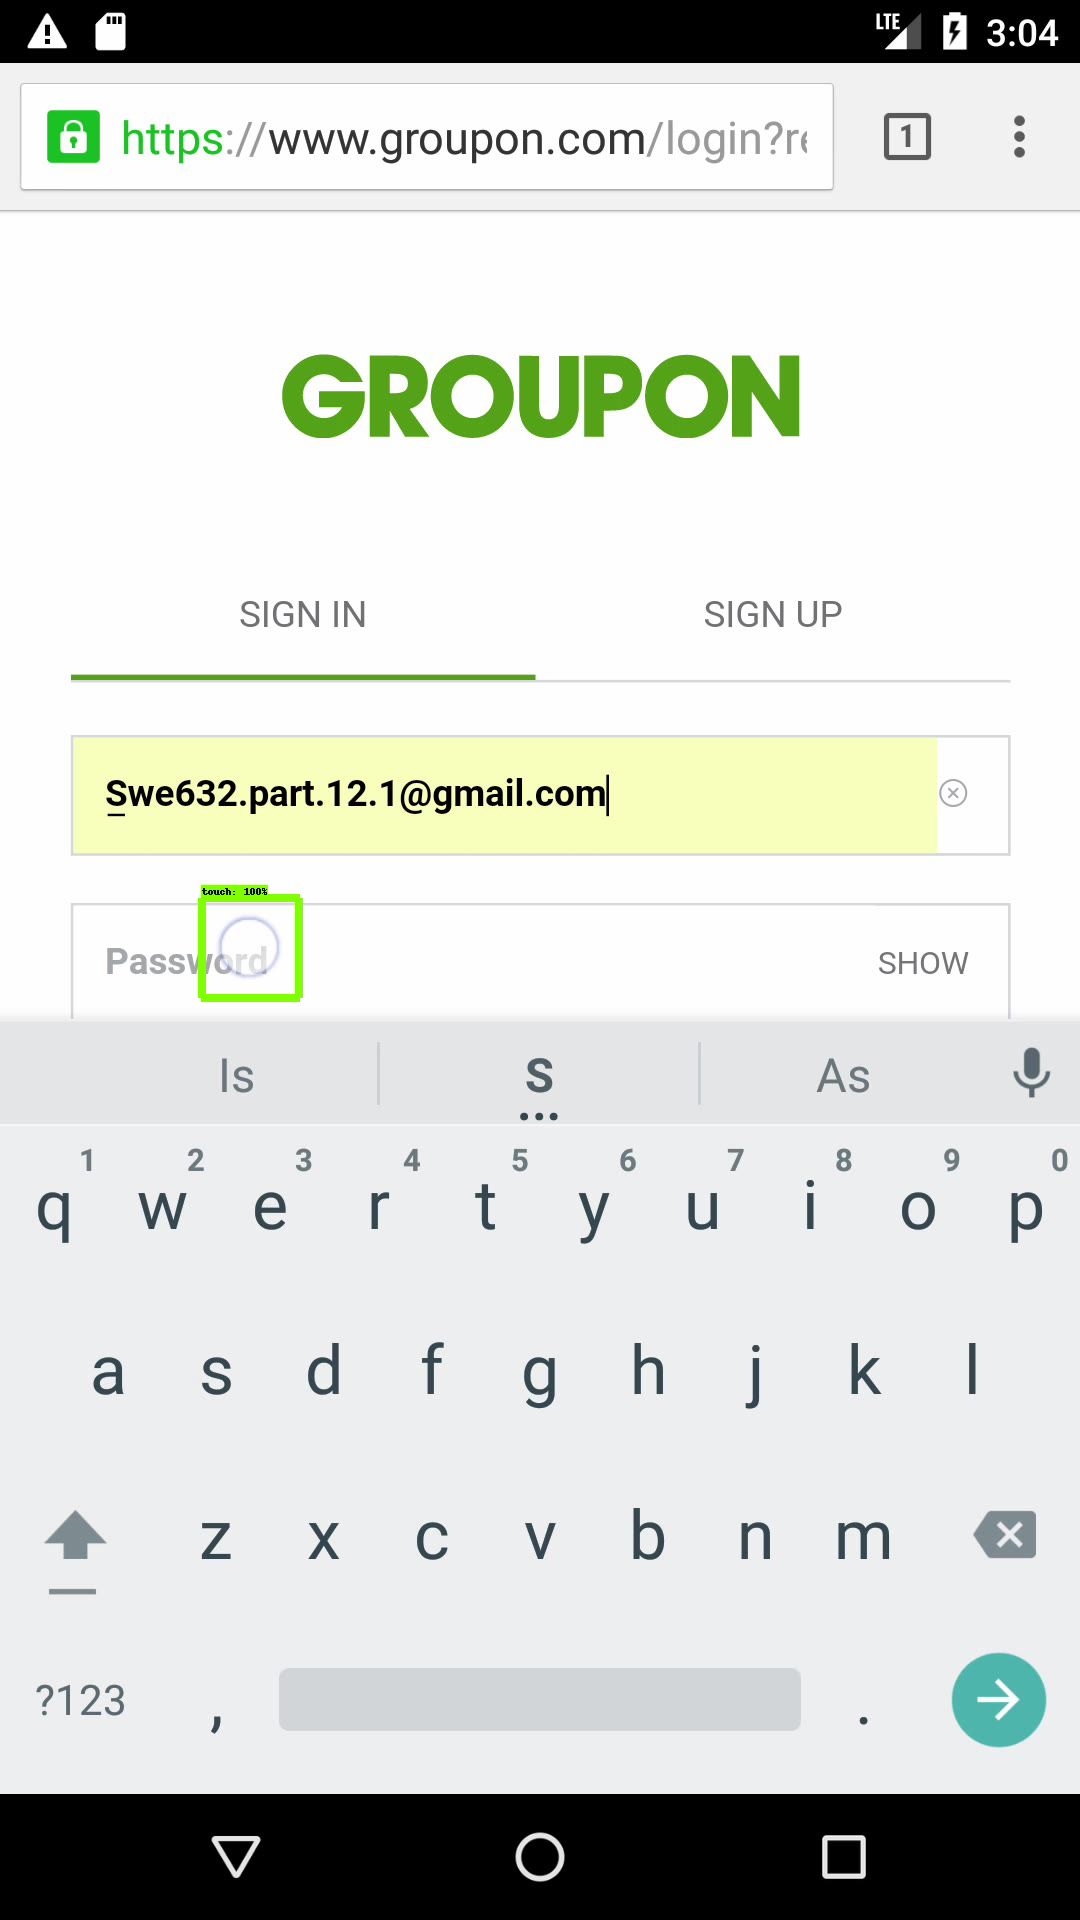 LTE 3:04
https://www.groupon.com/login?re
1
GROUPON
SIGN IN
SIGN UP
Swe632.part.12.1@gmail.com
touch: 100%
Password
SHOW
Is
S
As
1 2 3 4 5 6 7 8 9 0
q w e r t y u i o p
a s d f g h j k l
z x c v b n m
?123 , .